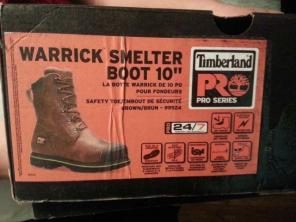 WARRICK SMELTER
BOOT 10"
LA BOTTE WARRICK DE 10 PO
POUR FONDEURS
SAFETY TOE/EMBOUT DE SÉCURITÉ
BROWN/BRUN - 89524
Timberland
PRO
PRO SERIES
24/7